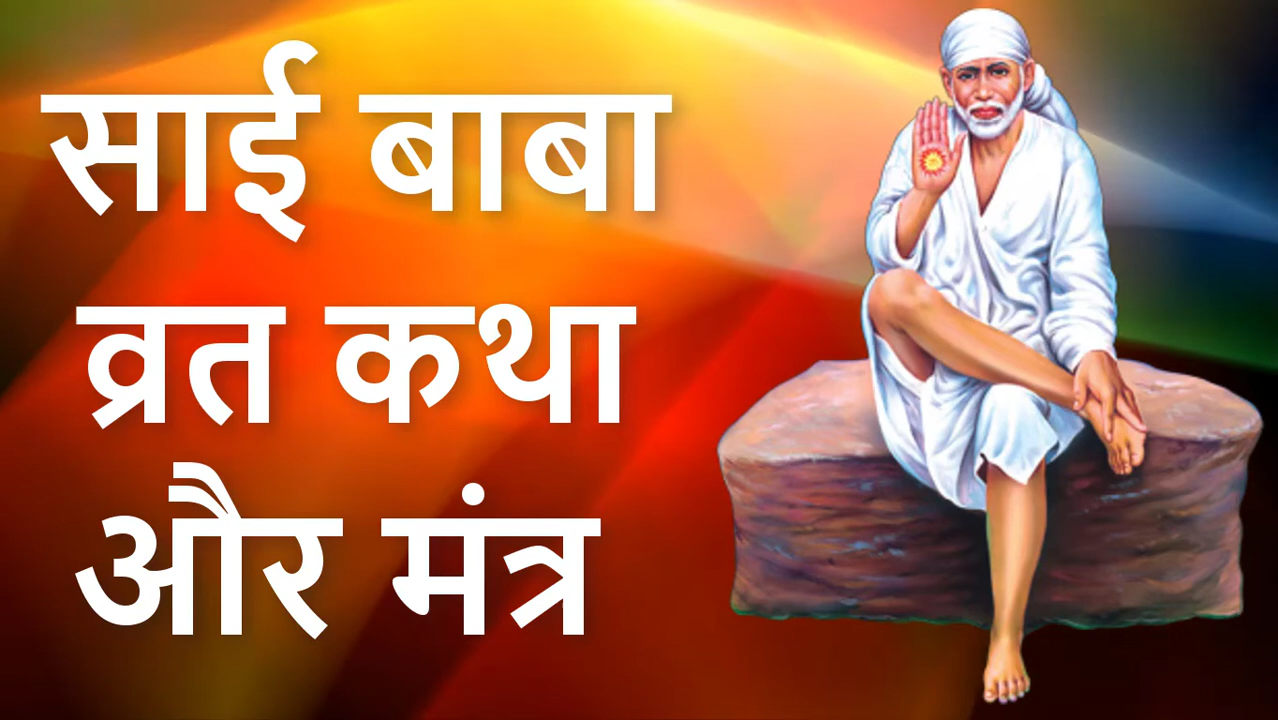 साई बाबा
व्रत कथा
और मंत्र